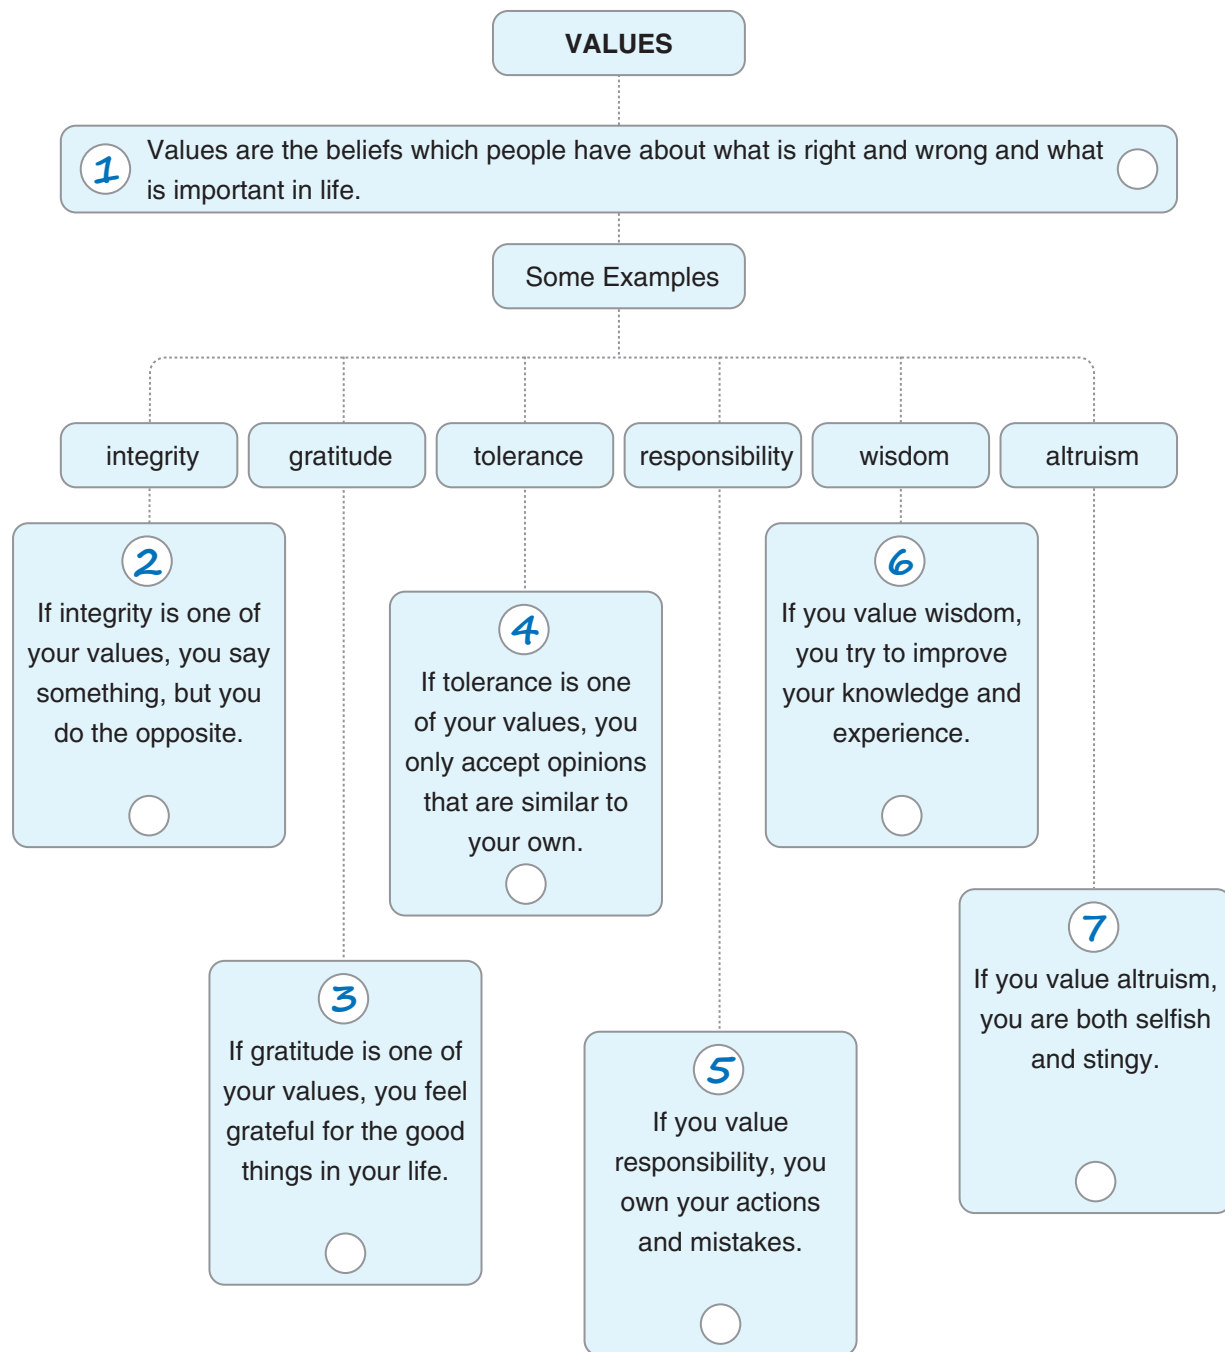 VALUES
1
Values are the beliefs which people have about what is right and wrong and what
is important in life.
Some Examples
integrity
gratitude
tolerance
responsibility
wisdom
altruism
2
If integrity is one of
your values, you say
something, but you
do the opposite.
3
If gratitude is one of
your values, you feel
grateful for the good
things in your life.
4
If tolerance is one
of your values, you
only accept opinions
that are similar to
your own.
5
If you value
responsibility, you
own your actions
and mistakes.
6
If you value wisdom,
you try to improve
your knowledge and
experience.
7
If you value altruism,
you are both selfish
and stingy.